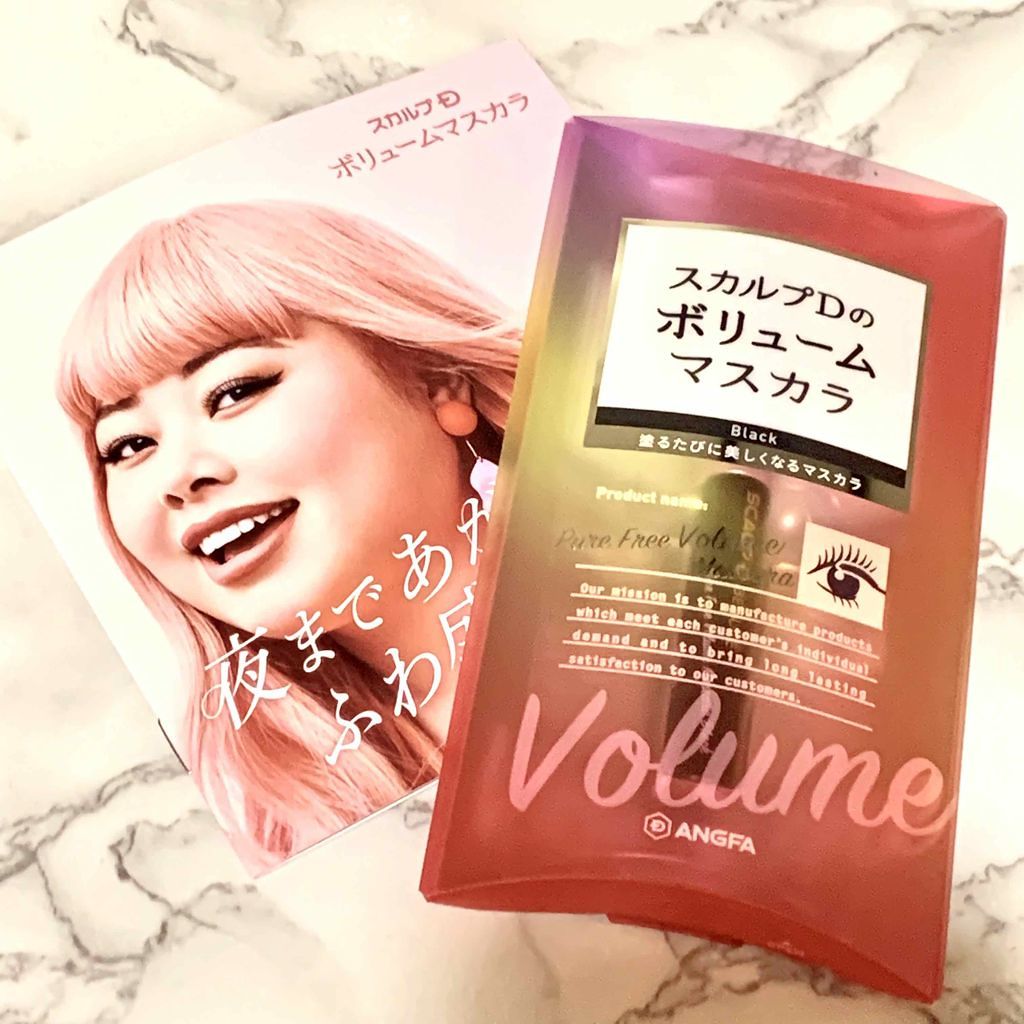 スカルプD
ボリュームマスカラ
夜まであ
ふわ
スカルプDの
ボリューム
マスカラ
Black
塗るたびに美しくなるマスカラ
Product name.
Pure Free Volume
Mascara
Our mission is to manufacture products
which meet each customer's individual
demand and to bring long lasting
satisfaction to our customers.
Volume
ANGFA